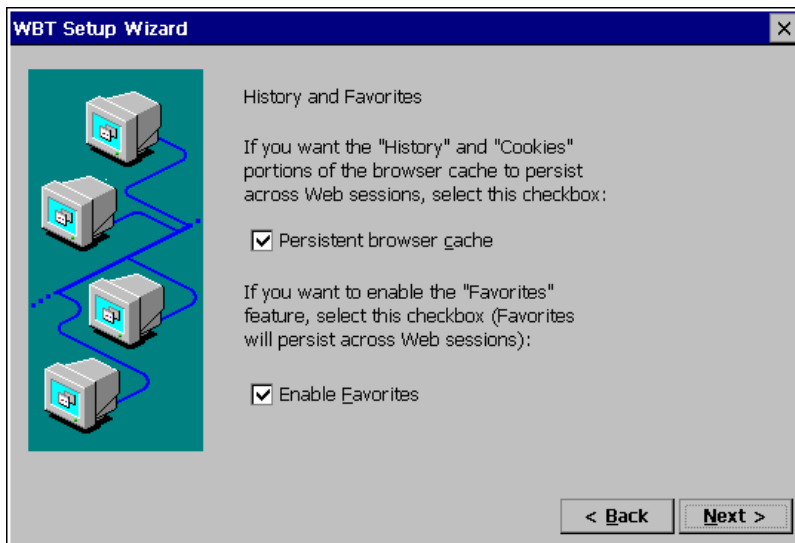 WBT Setup Wizard
History and Favorites
If you want the "History" and "Cookies"
portions of the browser cache to persist
across Web sessions, select this checkbox:
Persistent browser cache
If you want to enable the "Favorites"
feature, select this checkbox (Favorites
will persist across Web sessions):
Enable Favorites
< Back
Next >